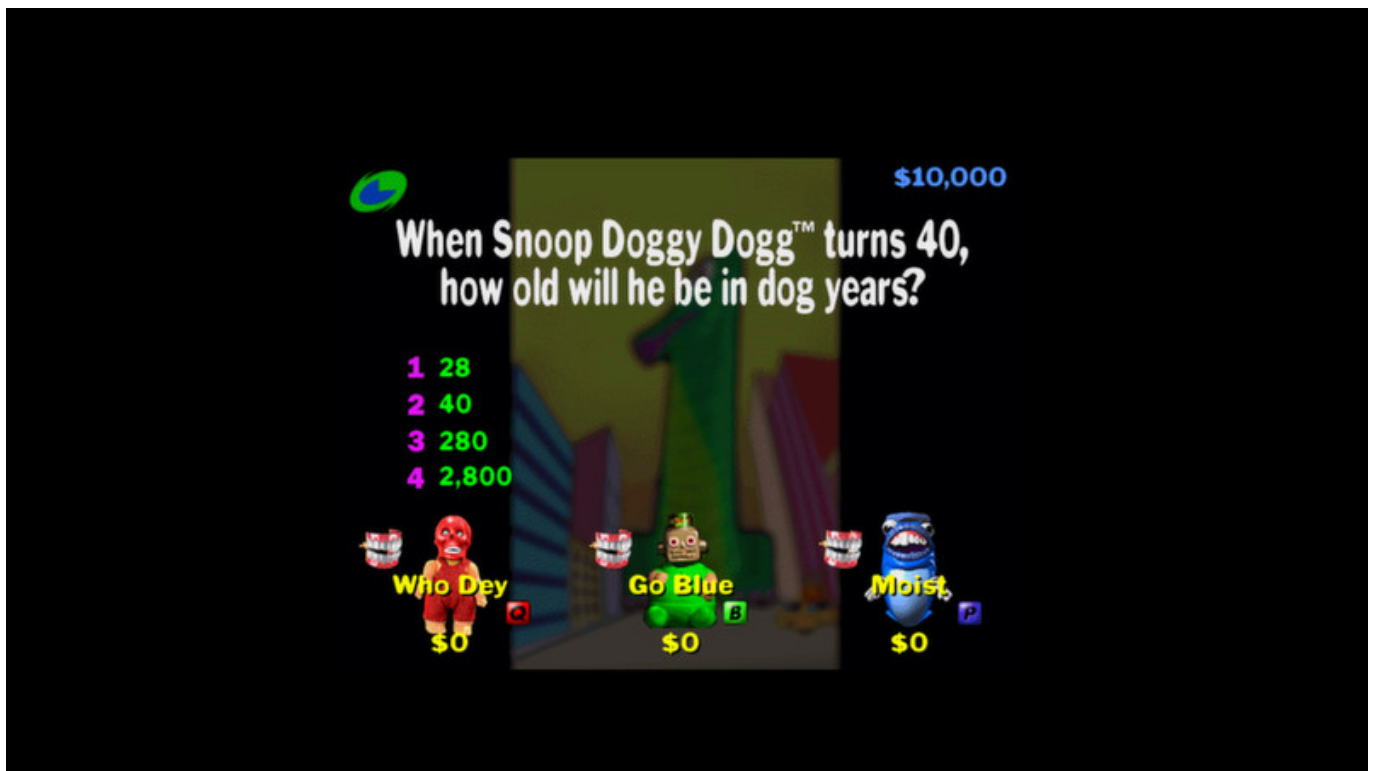 $10,000
When Snoop Doggy Dogg™ turns 40,
how old will he be in dog years?
1 28
2 40
3 280
4 2,800
Who Dey Go Blue Moist
Q B P
$0 $0 $0